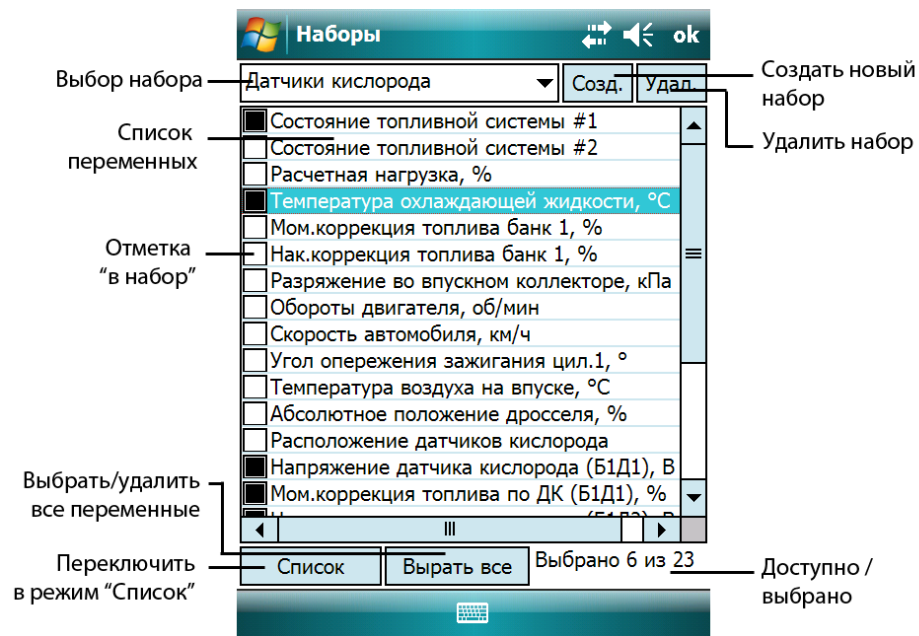 Наборы
ok
Выбор набора
Датчики кислорода
Созд.
Удал.
Создать новый
набор
Удалить набор
Список
переменных
Состояние топливной системы #1
Состояние топливной системы #2
Расчетная нагрузка, %
Температура охлаждающей жидкости, °C
Мом.коррекция топлива банк 1, %
Отметка
“в набор”
Нак.коррекция топлива банк 1, %
Разряжение во впускном коллекторе, кПа
Обороты двигателя, об/мин
Скорость автомобиля, км/ч
Угол опережения зажигания цил.1, °
Температура воздуха на впуске, °C
Абсолютное положение дросселя, %
Расположение датчиков кислорода
Напряжение датчика кислорода (Б1Д1), В
Мом.коррекция топлива по ДК (Б1Д1), %
Выбрать/удалить
все переменные
Переключить
в режим “Список”
Список
Вырать все
Выбрано 6 из 23
Доступно /
выбрано